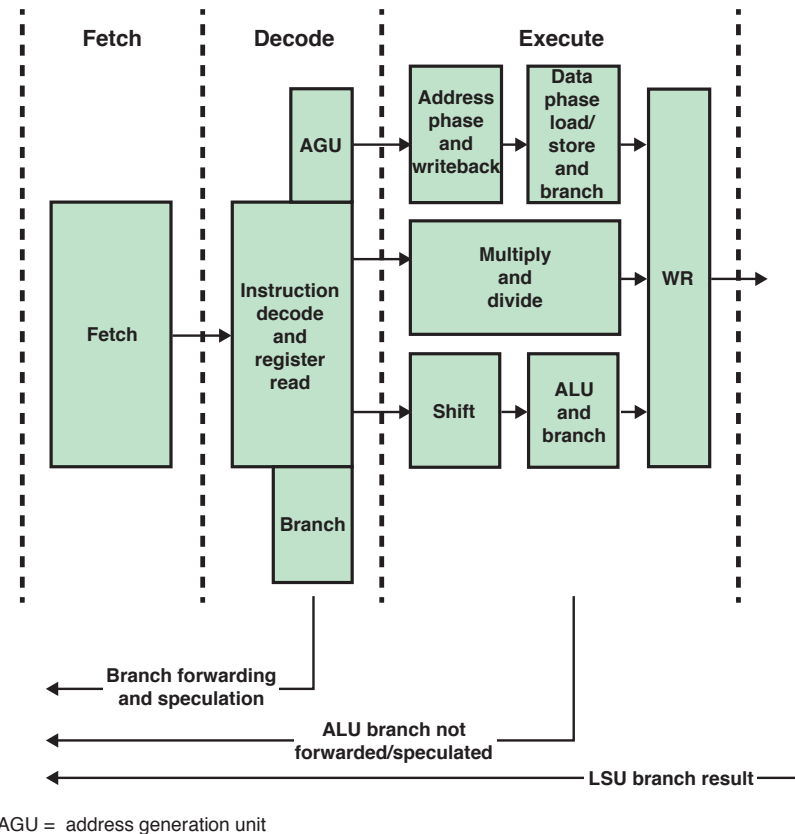 Fetch
Decode
Execute
AGU
Address
phase
and
writeback
Data
phase
load/
store
and
branch
Fetch
Instruction
decode
and
register
read
Multiply
and
divide
WR
Shift
ALU
and
branch
Branch
Branch forwarding
and speculation
ALU branch not
forwarded/speculated
LSU branch result
AGU = address generation unit